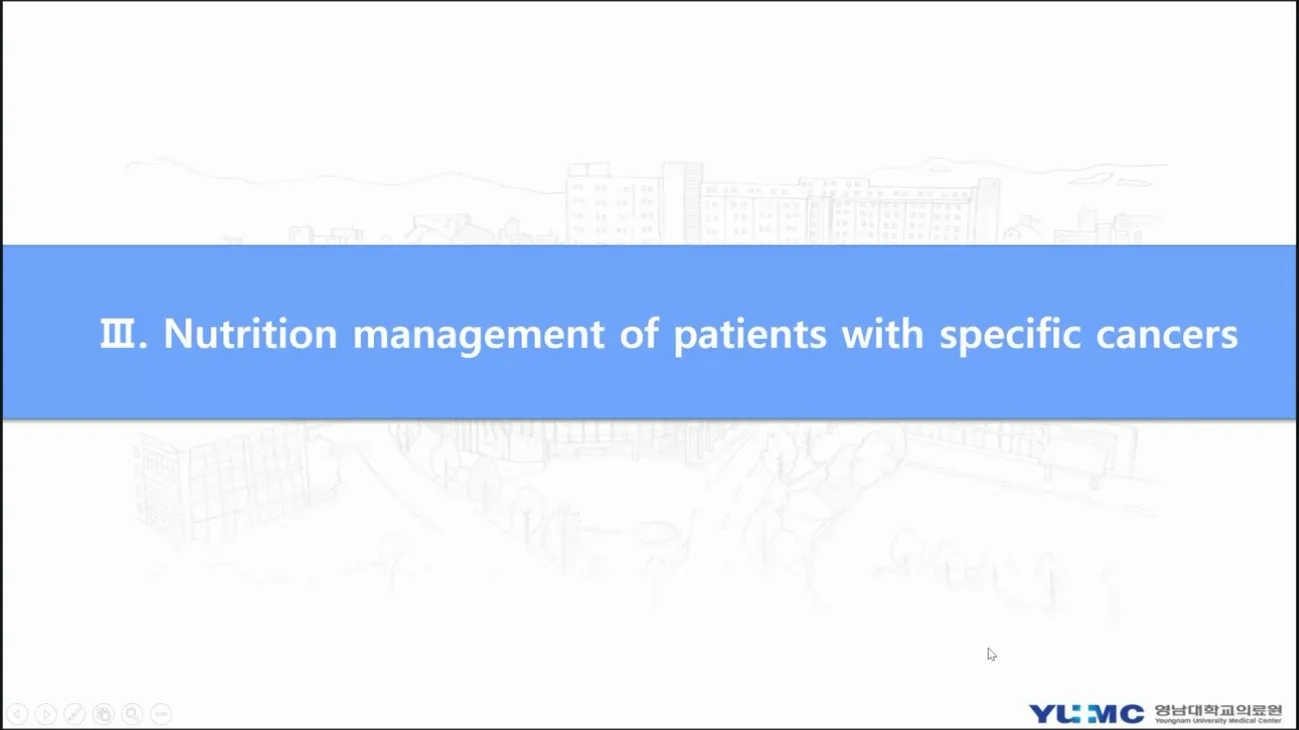 Ⅲ. Nutrition management of patients with specific cancers
YUMC 영남대학교의료원
Yeungnam University Medical Center